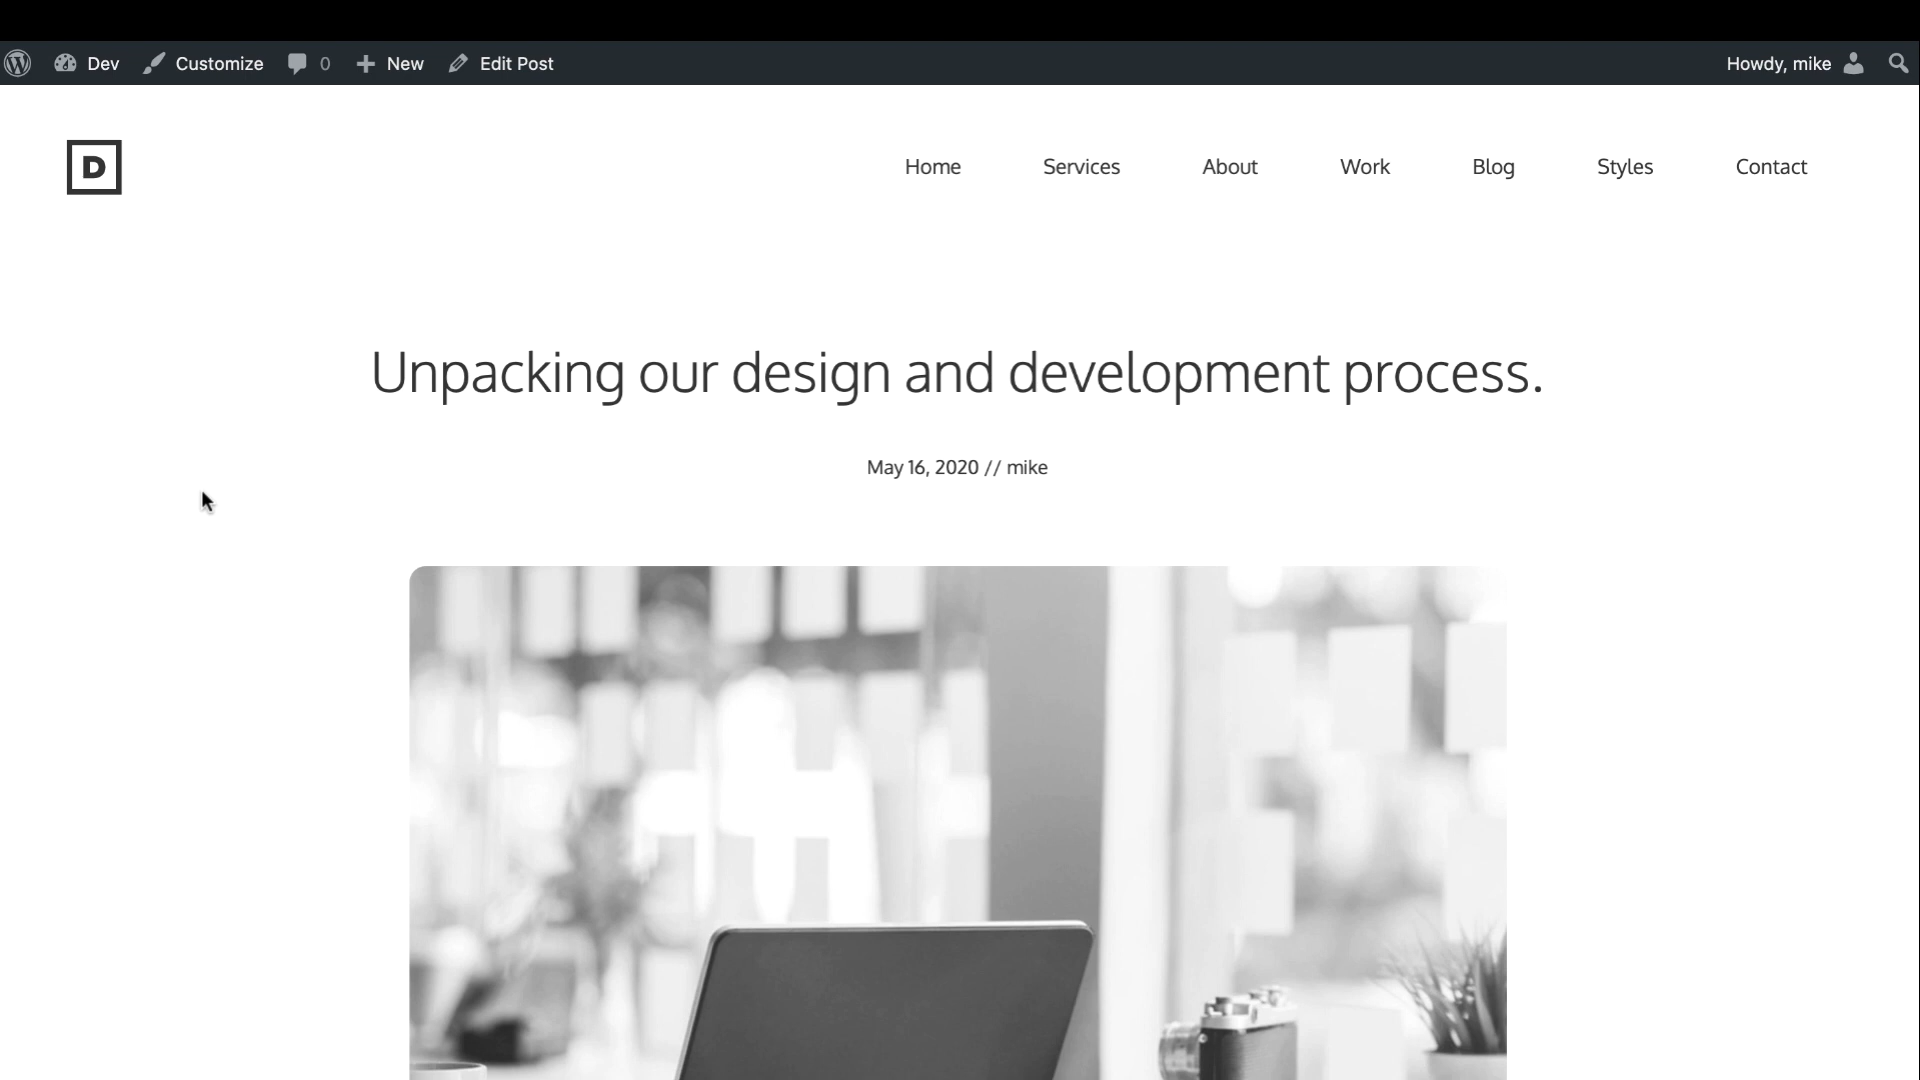 Dev Customize 0 New Edit Post Howdy, mike
D Home Services About Work Blog Styles Contact
Unpacking our design and development process.
May 16, 2020 // mike